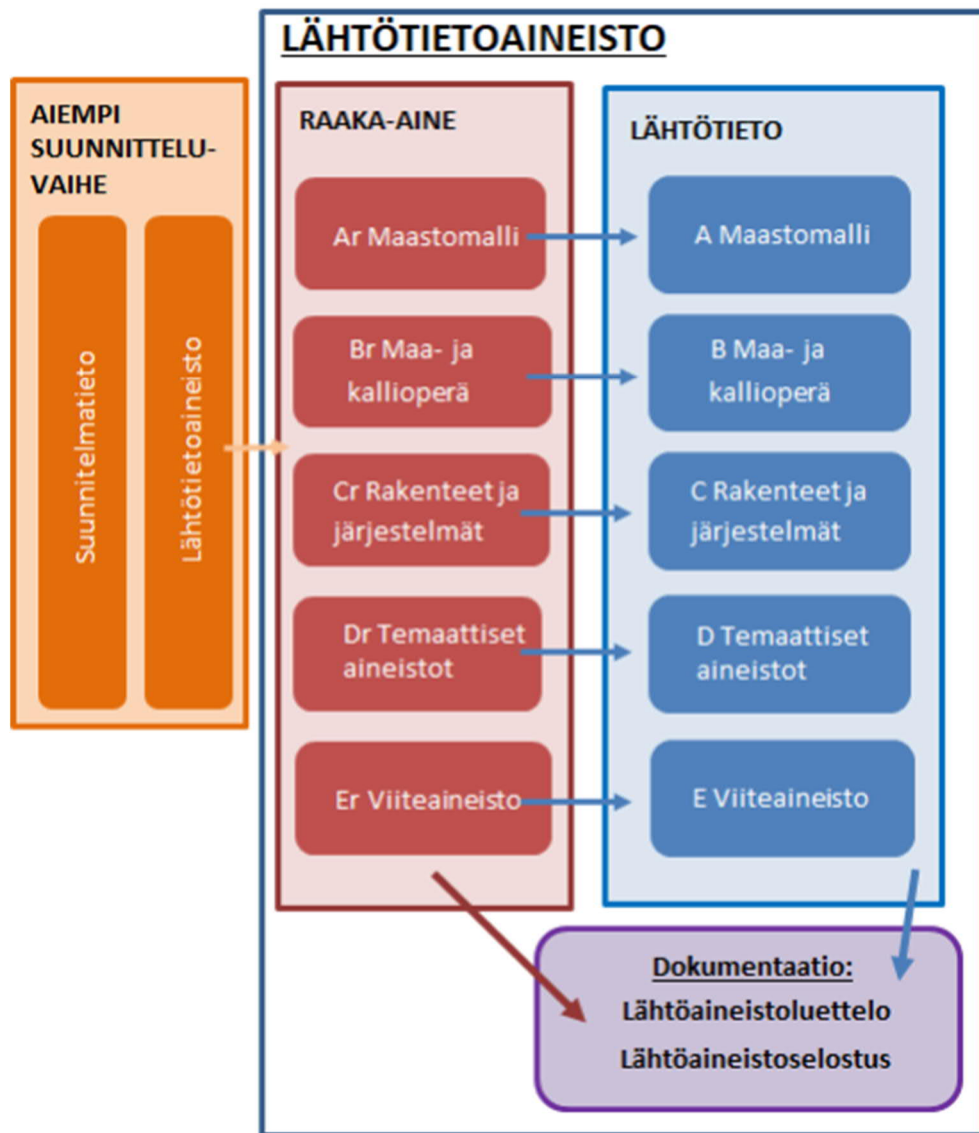 LÄHTÖTIETOAINEISTO
AIEMPI
SUUNNITTELU-
VAIHE
Suunnitelmatieto
Lähtötietoaineisto
RAAKA-AINE
Ar Maastomalli
Br Maa- ja
kallioperä
Cr Rakenteet ja
järjestelmät
Dr Temaattiset
aineistot
Er Viiteaineisto
LÄHTÖTIETO
A Maastomalli
B Maa- ja
kallioperä
C Rakenteet ja
järjestelmät
D Temaattiset
aineistot
E Viiteaineisto
Dokumentaatio:
Lähtöaineistoluettelo
Lähtöaineistoselostus